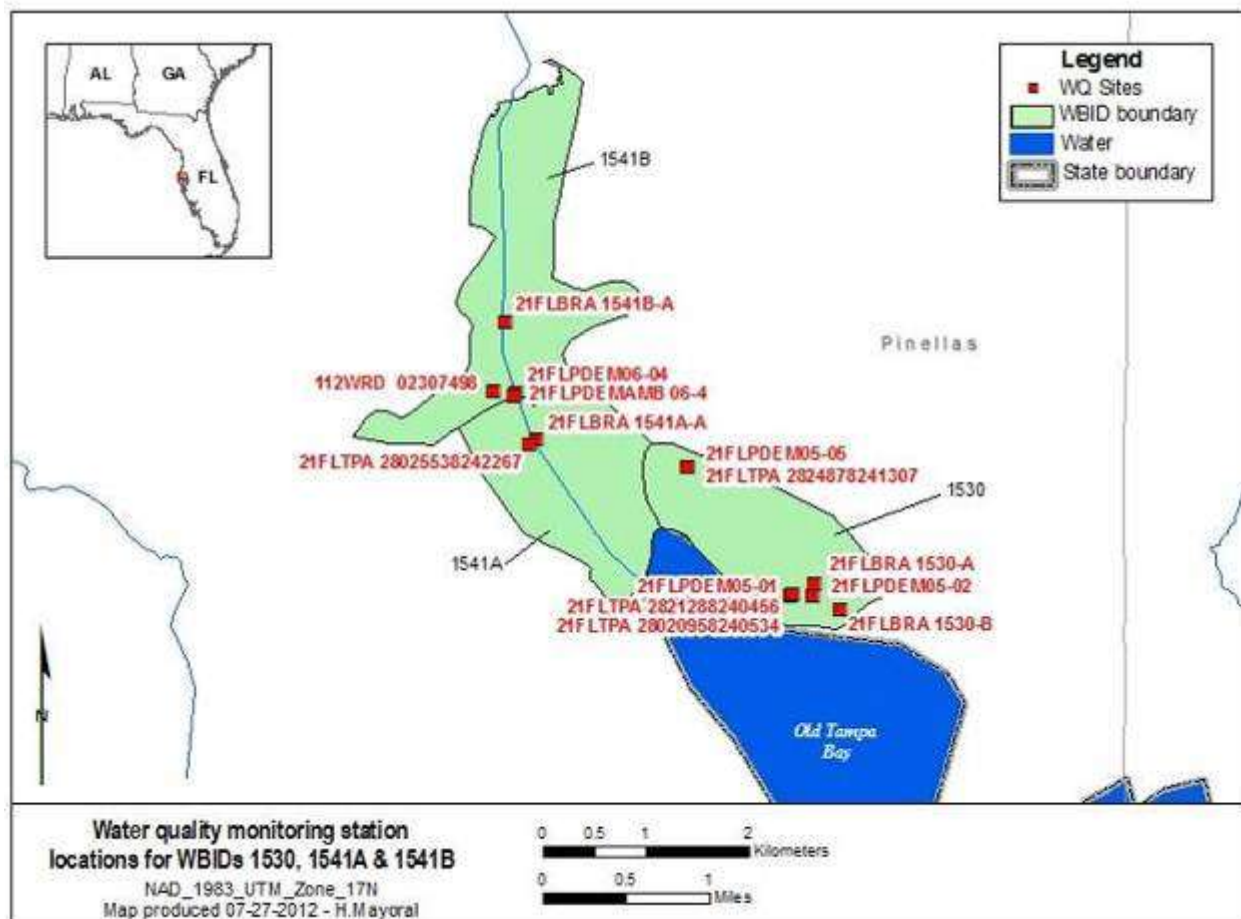 AL
GA
FL
Legend
WQ Sites
WBID boundary
Water
State boundary
1541B
21FLBRA 1541B-A
Pinellas
112WRD 02307498
21FLPDEM06-04
21FLPDEMAMB 06-4
21FLBRA 1541A-A
21FLTPA 28025538242267
21FLPDEM05-05
21FLTPA 2824878241307
1530
1541A
21FLBRA 1530-A
21FLPDEM05-01
21FLPDEM05-02
21FLTPA 2821288240456
21FLTPA 28020958240534
21FLBRA 1530-B
Old Tampa
Bay
N
Water quality monitoring station
locations for WBIDs 1530, 1541A & 1541B
NAD_1983_UTM_Zone_17N
Map produced 07-27-2012 - H.Mayoral
0 0.5 1 2
Kilometers
0 0.5 1
Miles